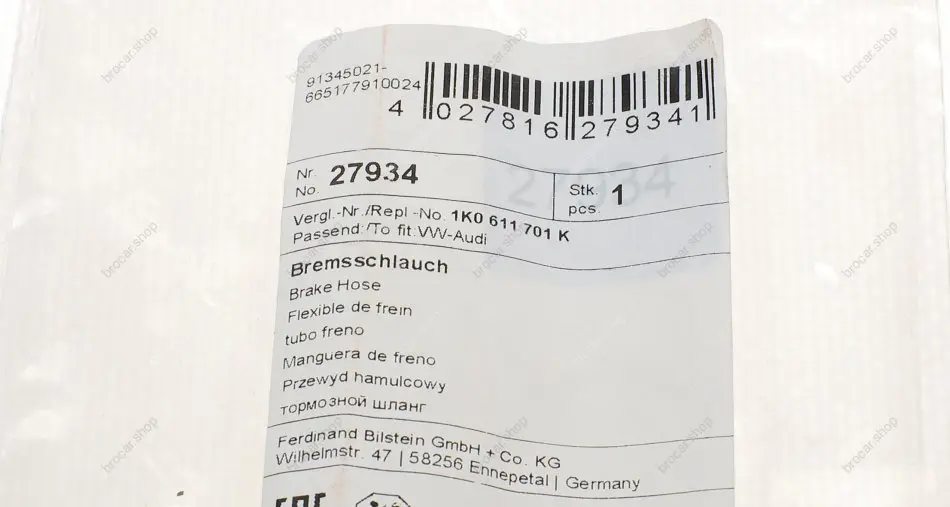 91345021-
665177910024
4 027816 279341
Nr. No. 27934
Stk. pcs. 1
Vergl.-Nr./Repl.-No. 1K0 611 701 K
Passend:/To fit:VW-Audi
Bremsschlauch
Brake Hose
Flexible de frein
tubo freno
Manguera de freno
Przewyd hamulcowy
тормозной шланг
Ferdinand Bilstein GmbH + Co. KG
Wilhelmstr. 47 | 58256 Ennepetal | Germany
brocar.shop